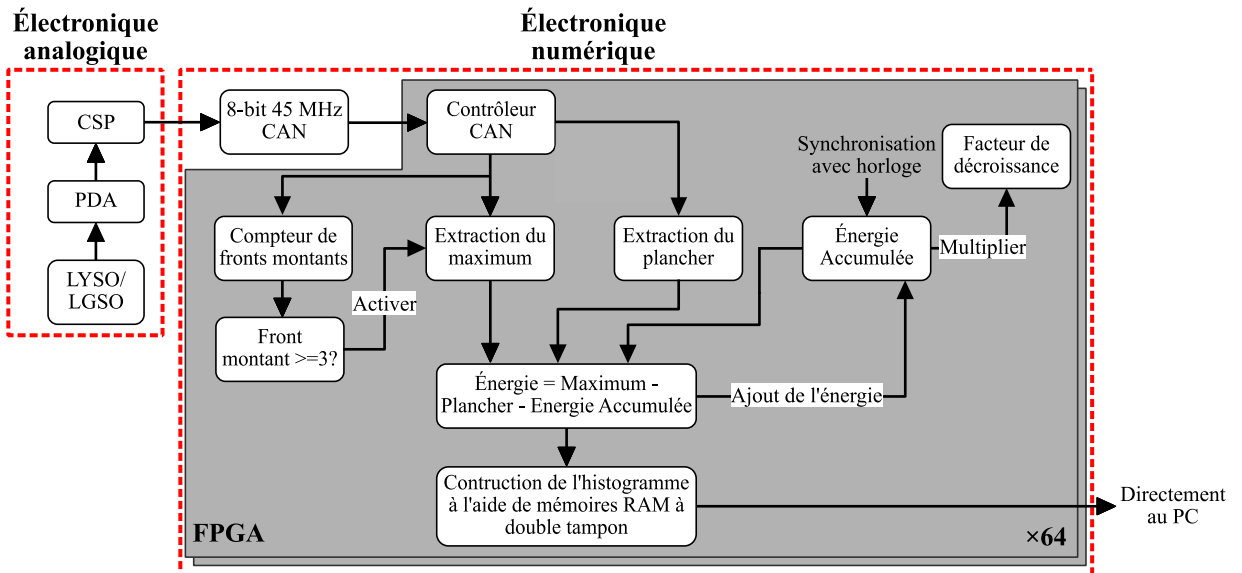 Électronique
analogique
Électronique
numérique
CSP
PDA
LYSO/
LGSO
8-bit 45 MHz
CAN
Contrôleur
CAN
Synchronisation
avec horloge
Facteur de
décroissance
Compteur de
fronts montants
Extraction du
maximum
Extraction du
plancher
Énergie
Accumulée
Multiplier
Activer
Front
montant >=3?
Énergie = Maximum -
Plancher - Energie Accumulée
Ajout de l'énergie
Contruction de l'histogramme
à l'aide de mémoires RAM à
double tampon
Directement
au PC
FPGA
×64